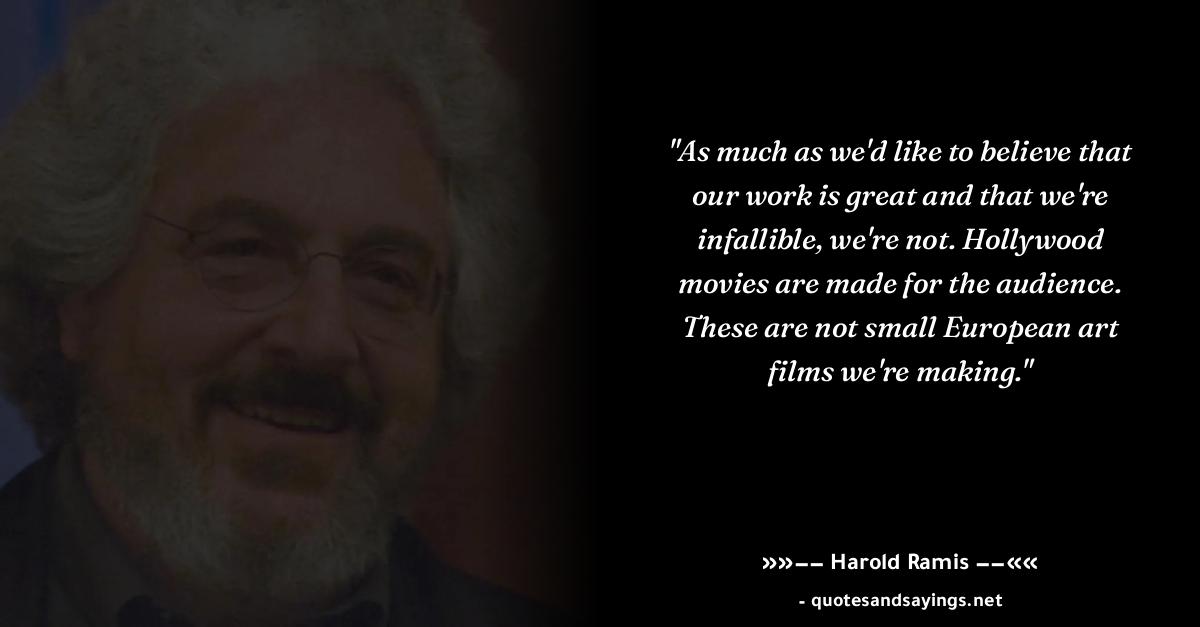 "As much as we'd like to believe that
our work is great and that we're
infallible, we're not. Hollywood
movies are made for the audience.
These are not small European art
films we're making."
»»−− Harold Ramis −−««
- quotesandsayings.net